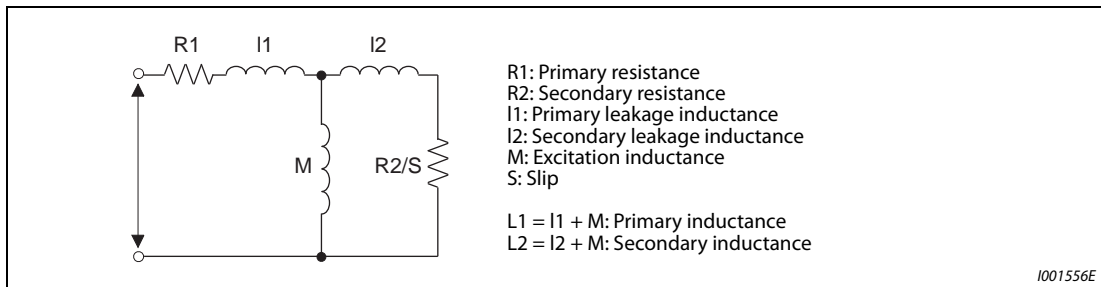 R1
l1
l2
M
R2/S
R1: Primary resistance
R2: Secondary resistance
l1: Primary leakage inductance
l2: Secondary leakage inductance
M: Excitation inductance
S: Slip
L1 = l1 + M: Primary inductance
L2 = l2 + M: Secondary inductance
I001556E